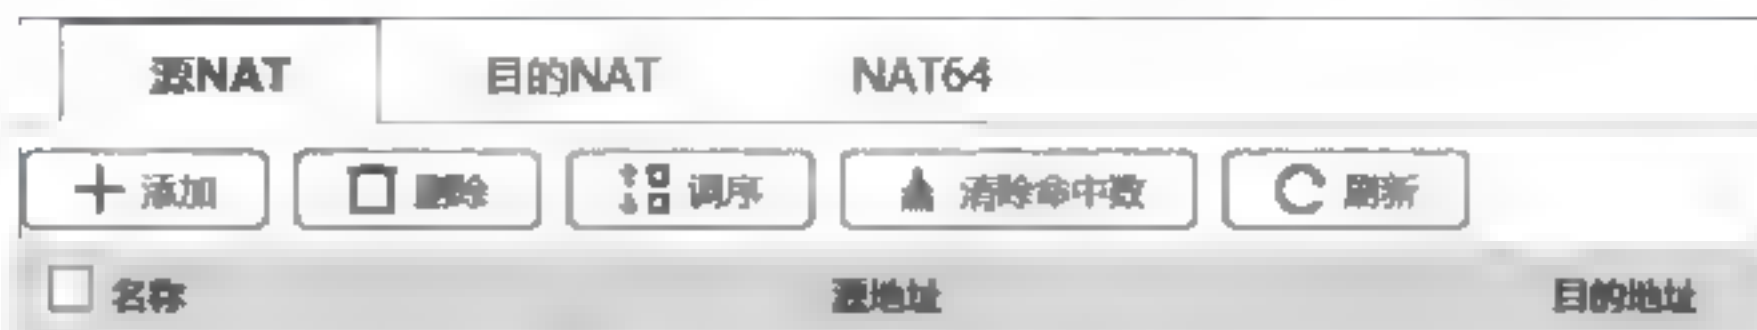 源NAT 目的NAT NAT64
添加 删除 调序 清除命中数 刷新
名称 源地址 目的地址